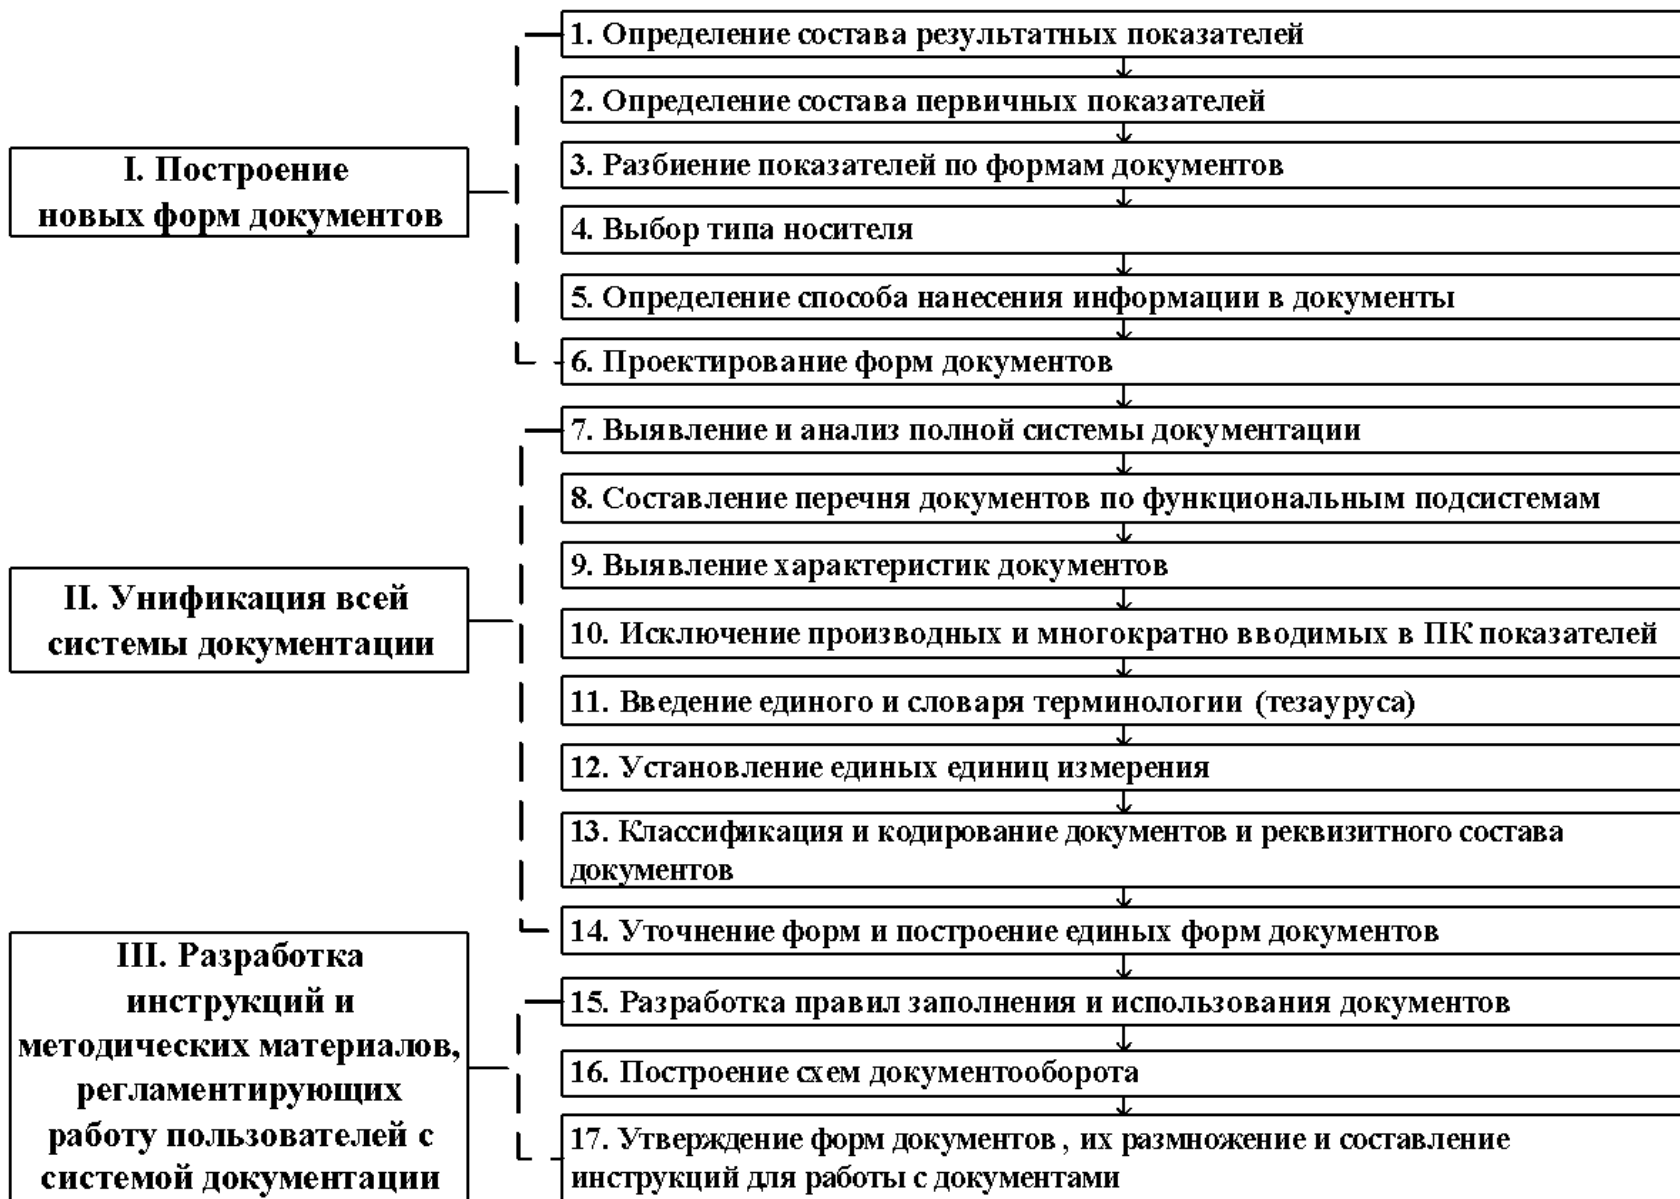 1. Определение состава результатных показателей
2. Определение состава первичных показателей
3. Разбиение показателей по формам документов
4. Выбор типа носителя
5. Определение способа нанесения информации в документы
6. Проектирование форм документов
I. Построение
новых форм документов
7. Выявление и анализ полной системы документации
8. Составление перечня документов по функциональным подсистемам
9. Выявление характеристик документов
10. Исключение производных и многократно вводимых в ПК показателей
11. Введение единого и словаря терминологии (тезауруса)
12. Установление единых единиц измерения
13. Классификация и кодирование документов и реквизитного состава
документов
14. Уточнение форм и построение единых форм документов
II. Унификация всей
системы документации
15. Разработка правил заполнения и использования документов
16. Построение схем документооборота
17. Утверждение форм документов , их размножение и составление
инструкций для работы с документами
III. Разработка
инструкций и
методических материалов,
регламентирующих
работу пользователей с
системой документации